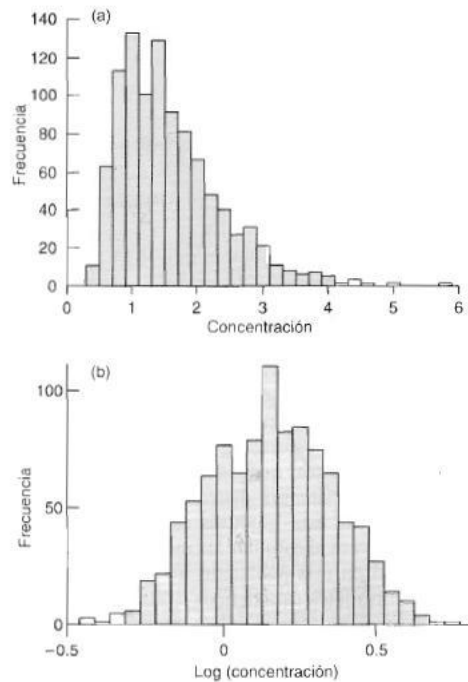 (a)
Frecuencia
140
120
100
80
60
40
20
0
0 1 2 3 4 5 6
Concentración
(b)
Frecuencia
100
50
0
−0.5 0 0.5
Log (concentración)